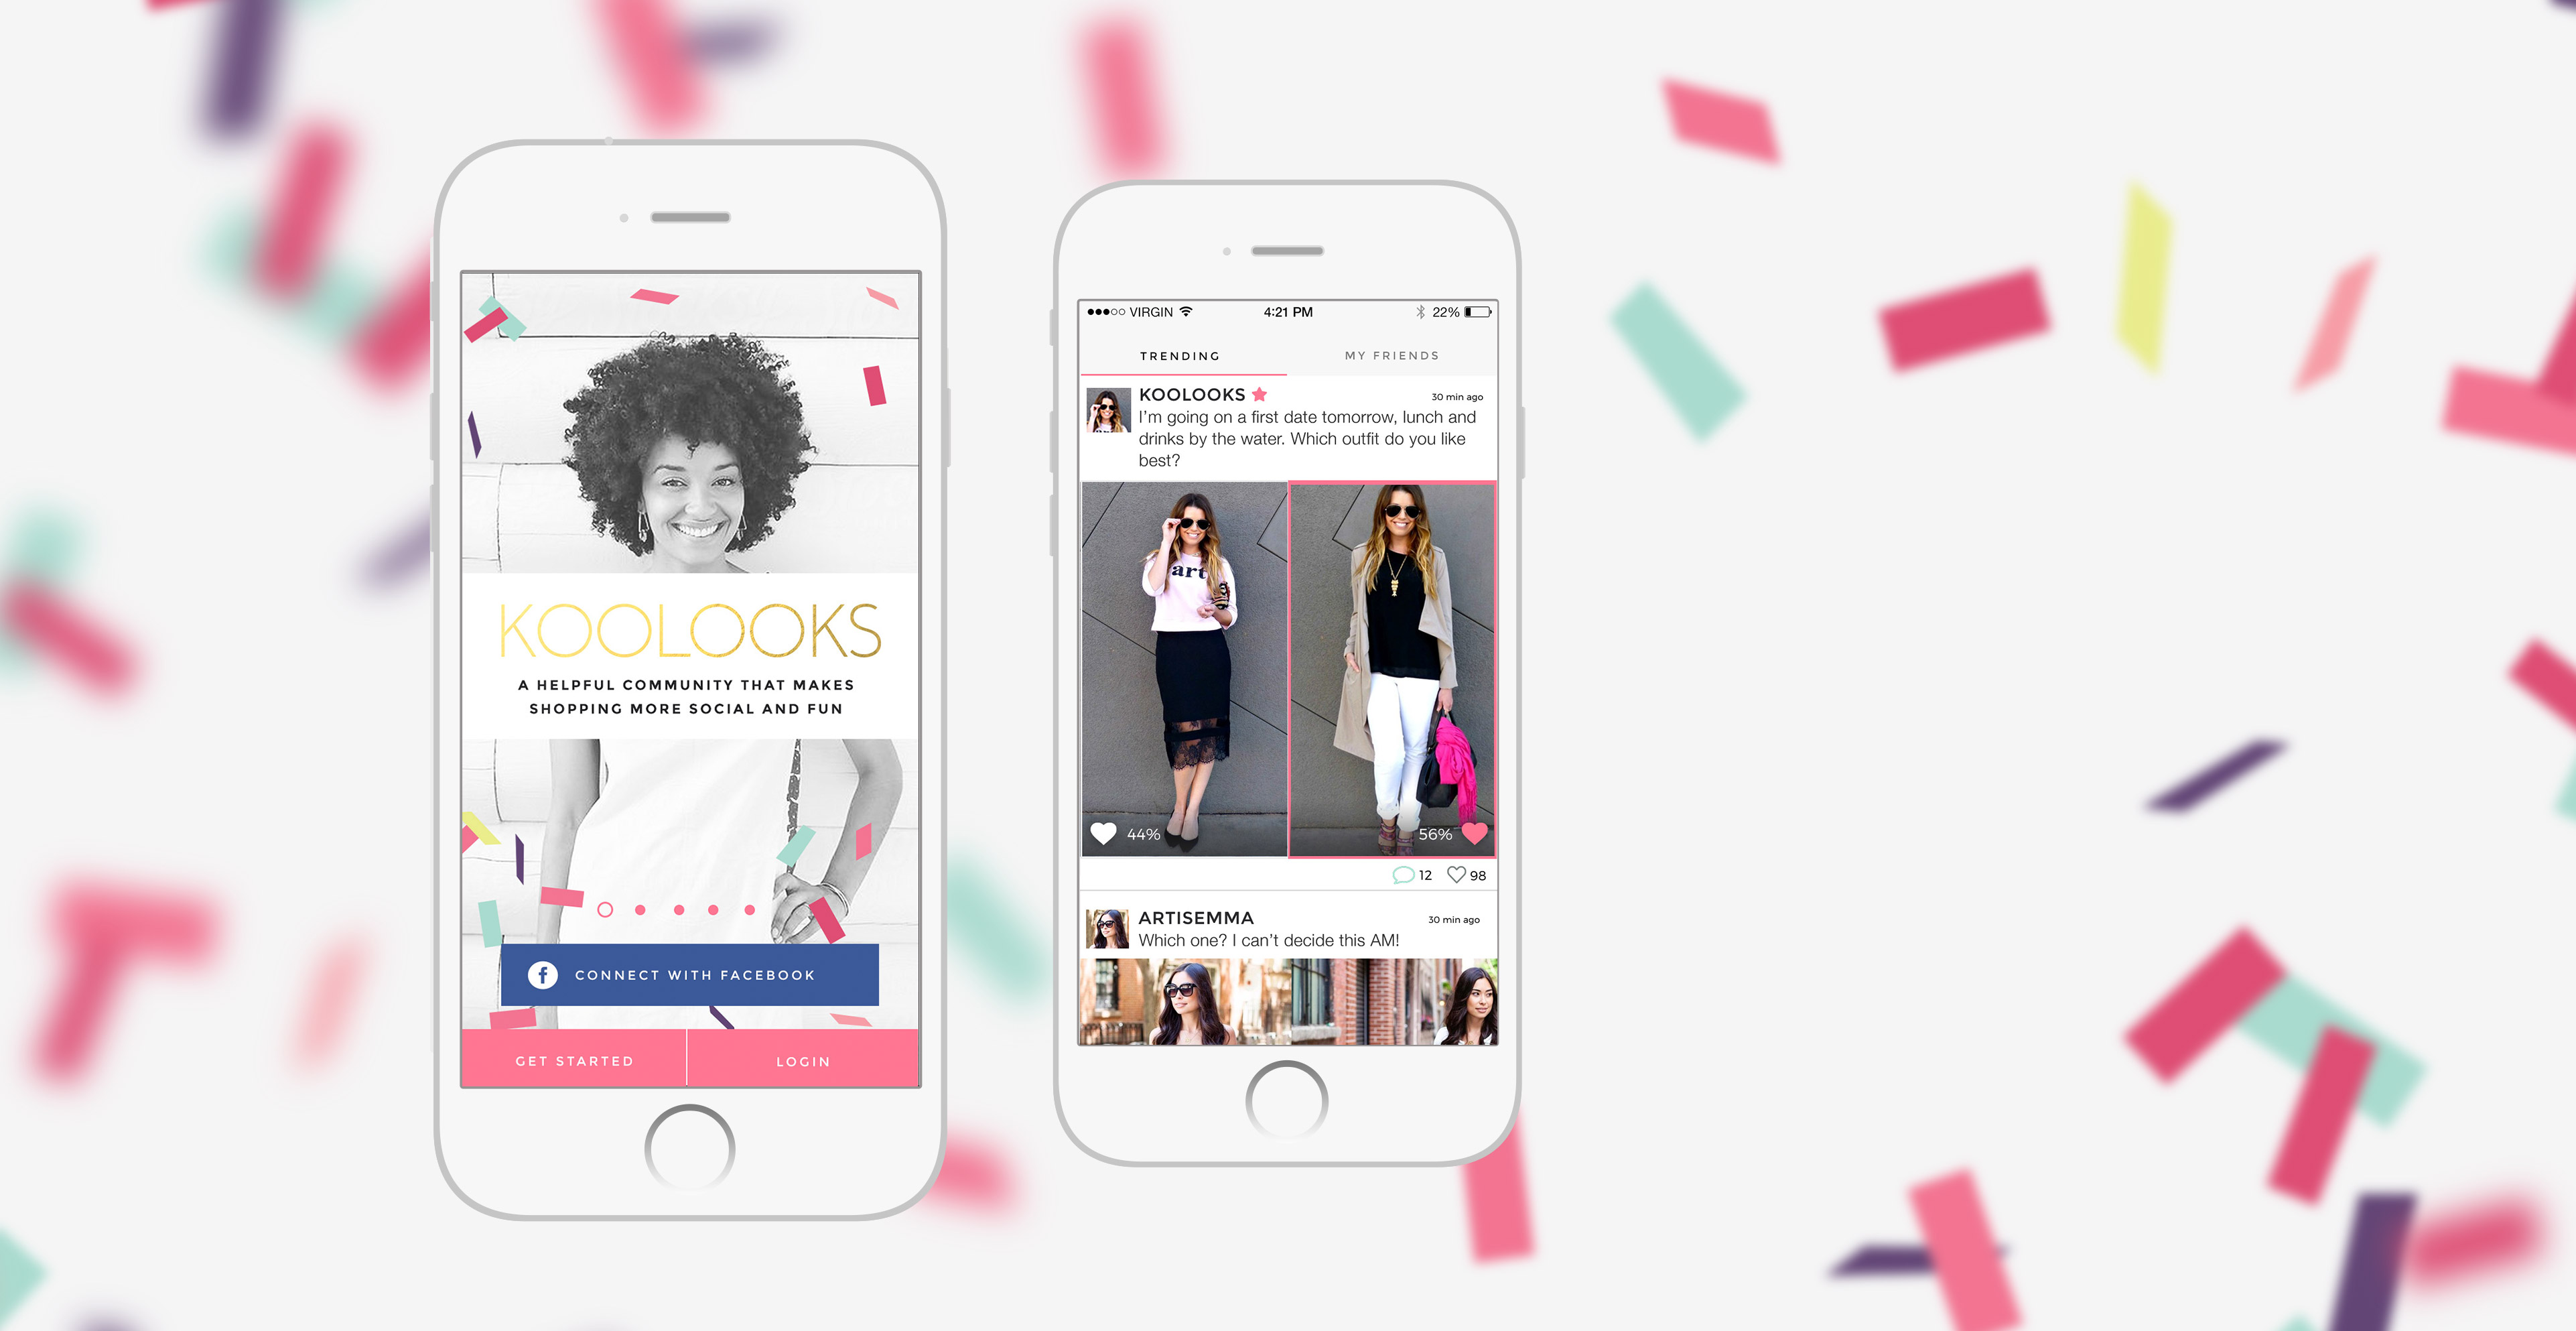 KOOLOOKS
A HELPFUL COMMUNITY THAT MAKES
SHOPPING MORE SOCIAL AND FUN
f CONNECT WITH FACEBOOK
GET STARTED
LOGIN
VIRGIN 4:21 PM 22%
TRENDING
MY FRIENDS
KOOLOOKS 30 min ago
I'm going on a first date tomorrow, lunch and
drinks by the water. Which outfit do you like
best?
art
44%
56%
12 98
ARTISEMMA 30 min ago
Which one? I can't decide this AM!